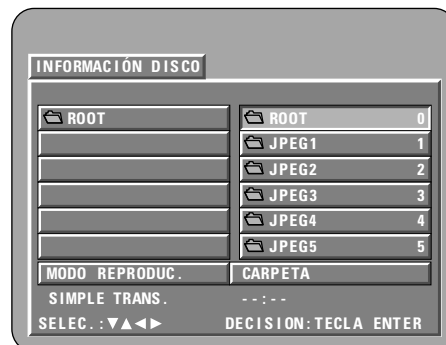 INFORMACIÓN DISCO
ROOT ROOT 0
JPEG1 1
JPEG2 2
JPEG3 3
JPEG4 4
JPEG5 5
MODO REPRODUC. CARPETA
SIMPLE TRANS. --:--
SELEC.:▼▲◄► DECISION:TECLA ENTER